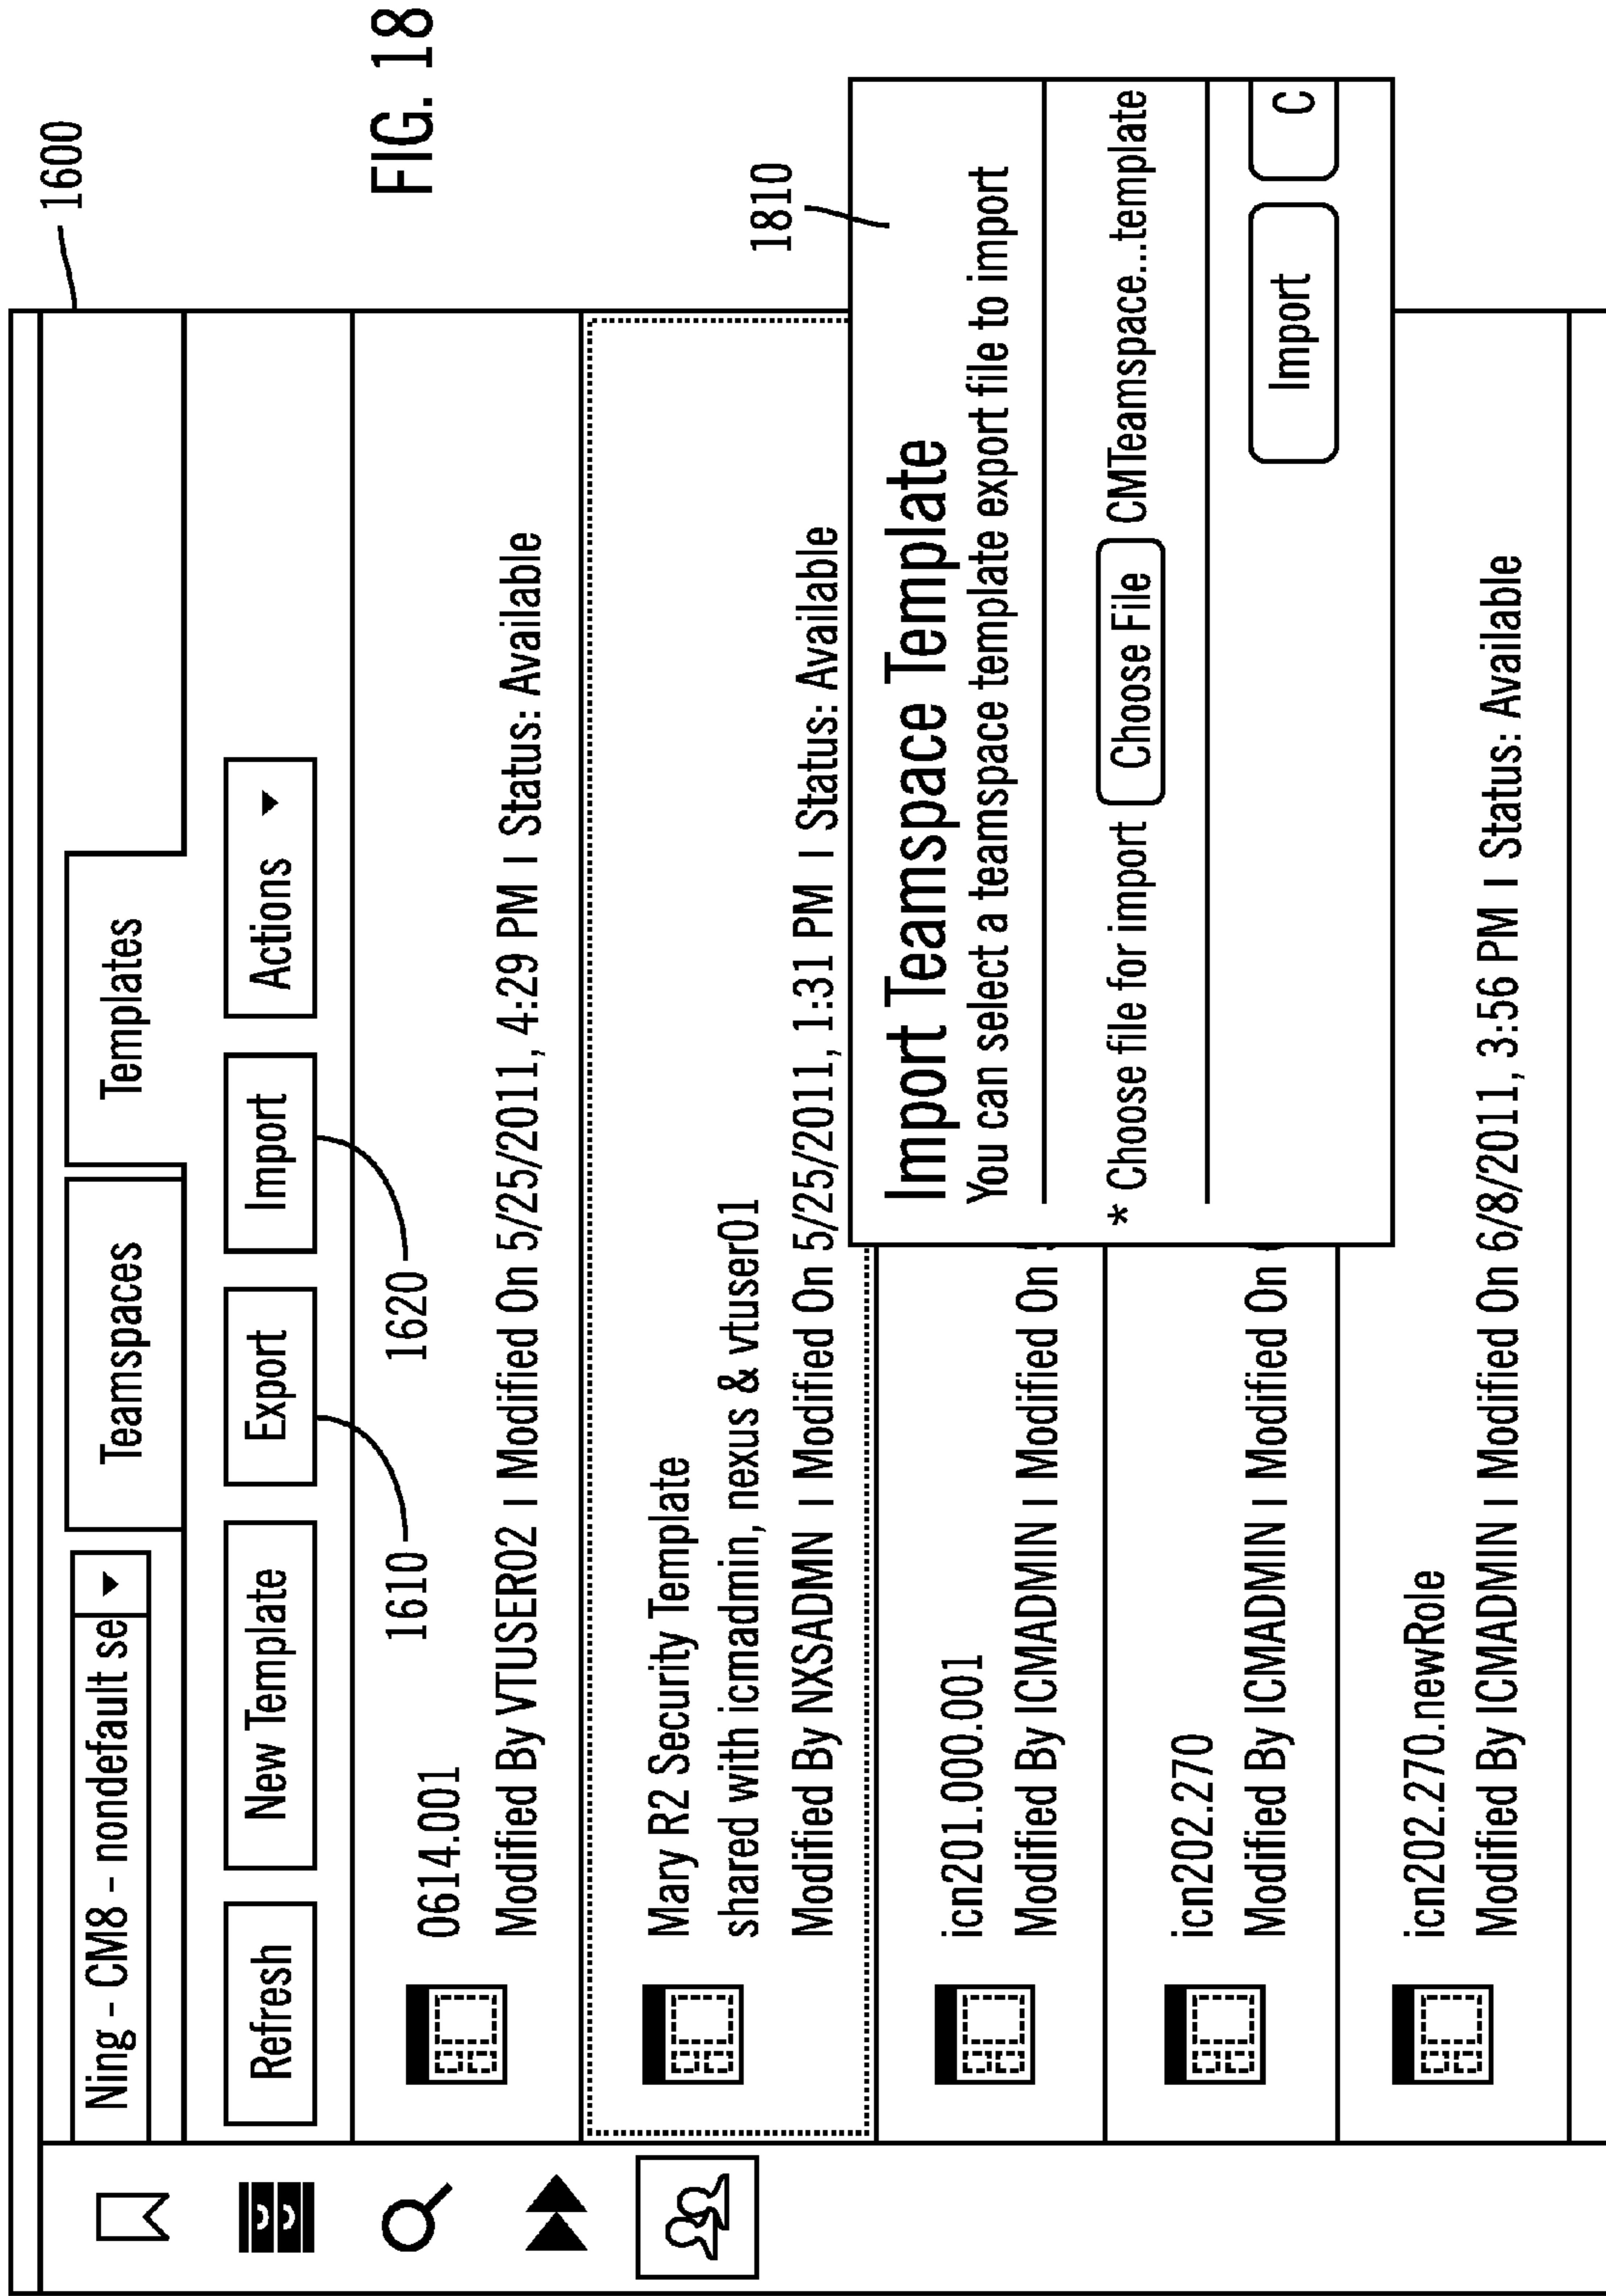 1600
FIG. 18
Ning - CM8 - nondefault se
Teamspaces
Templates
Refresh
New Template
Export
Import
Actions
1610
1620
0614.001
Modified By VTUSER02 | Modified On 5/25/2011, 4:29 PM | Status: Available
Mary R2 Security Template
shared with icmadmin, nexus & vtuser01
Modified By NXSADMN | Modified On 5/25/2011, 1:31 PM | Status: Available
icn201.000.001
Modified By ICMADMIN | Modified On
icn202.270
Modified By ICMADMIN | Modified On
icn202.270.newRole
Modified By ICMADMIN | Modified On 6/8/2011, 3:56 PM | Status: Available
1810
Import Teamspace Template
You can select a teamspace template export file to import
* Choose file for import Choose File CMTeamspace...template
Import
C